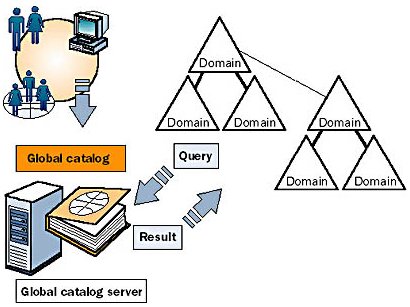 Domain
Domain
Domain
Domain
Domain
Domain
Global catalog
Query
Result
Global catalog server